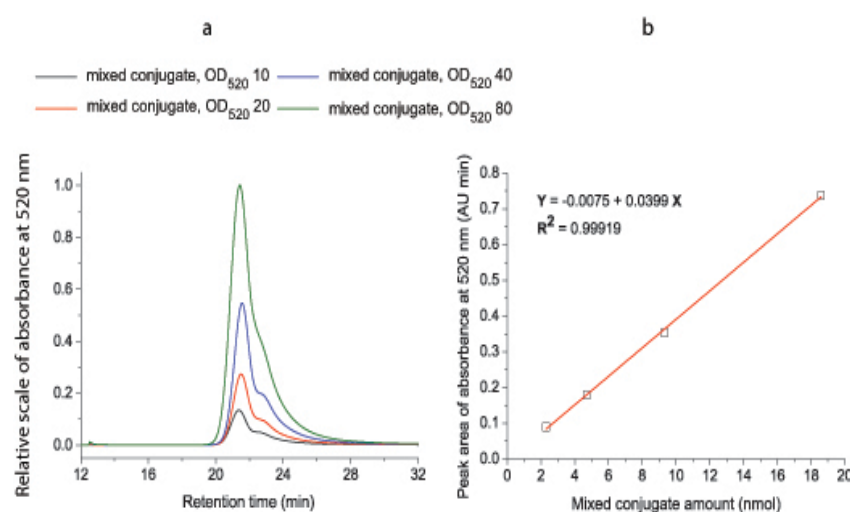 a
b
mixed conjugate, OD520 10
mixed conjugate, OD520 40
mixed conjugate, OD520 20
mixed conjugate, OD520 80
Relative scale of absorbance at 520 nm
1.0
0.8
0.6
0.4
0.2
0.0
12
16
20
24
28
32
Retention time (min)
Peak area of absorbance at 520 nm (AU min)
0.8
0.7
0.6
0.5
0.4
0.3
0.2
0.1
0.0
Y = -0.0075 + 0.0399 X
R2 = 0.99919
0
2
4
6
8
10
12
14
16
18
20
Mixed conjugate amount (nmol)